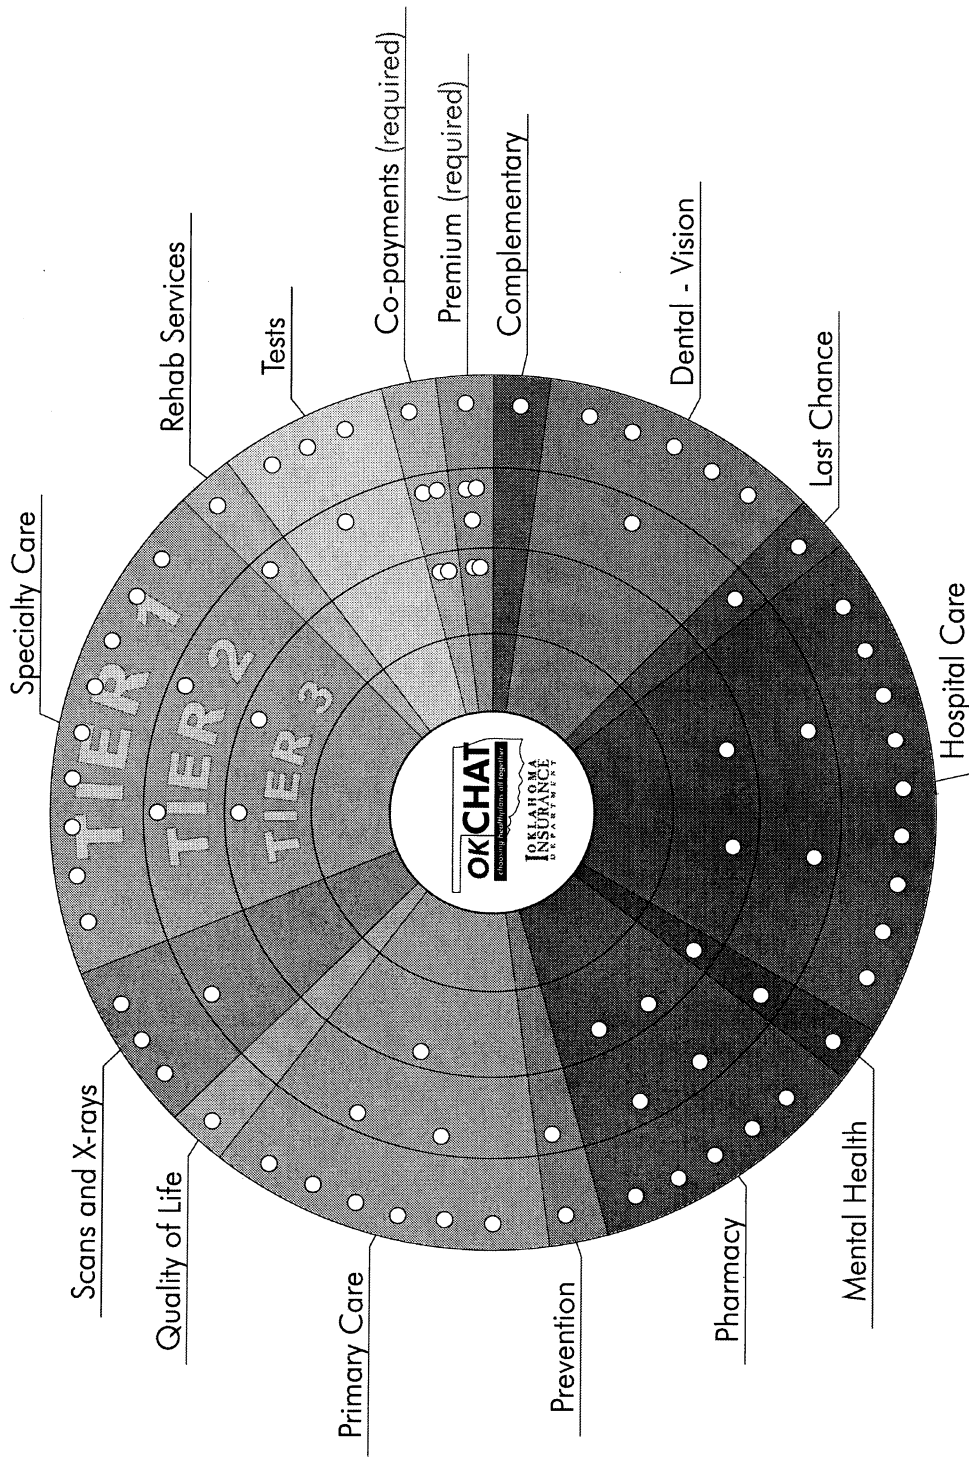 Specialty Care
Rehab Services
Tests
Co-payments (required)
Premium (required)
Complementary
Dental - Vision
Last Chance
Hospital Care
Mental Health
Pharmacy
Prevention
Primary Care
Quality of Life
Scans and X-rays
TIER 1
TIER 2
TIER 3
OKCHAT
choosing healthplans all together
OKLAHOMA
INSURANCE
DEPARTMENT